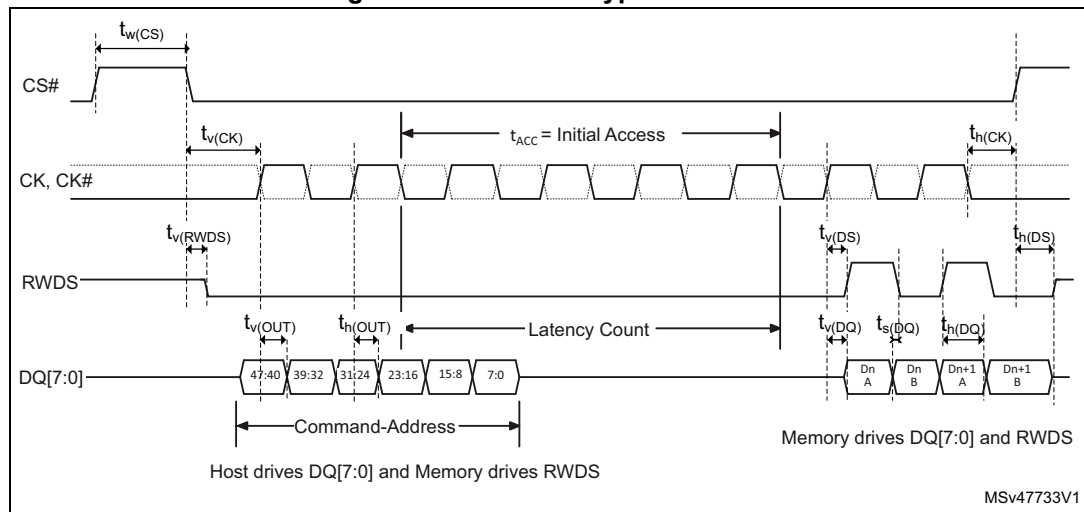 tw(CS)
CS#
tv(CK)
tACC = Initial Access
th(CK)
CK, CK#
tv(RWDS)
tv(DS)
th(DS)
RWDS
tv(OUT) th(OUT) Latency Count tv(DQ) ts(DQ) th(DQ)
DQ[7:0] 47:40 39:32 31:24 23:16 15:8 7:0 Dn A Dn B Dn+1 A Dn+1 B
Command-Address
Memory drives DQ[7:0] and RWDS
Host drives DQ[7:0] and Memory drives RWDS
MSv47733V1